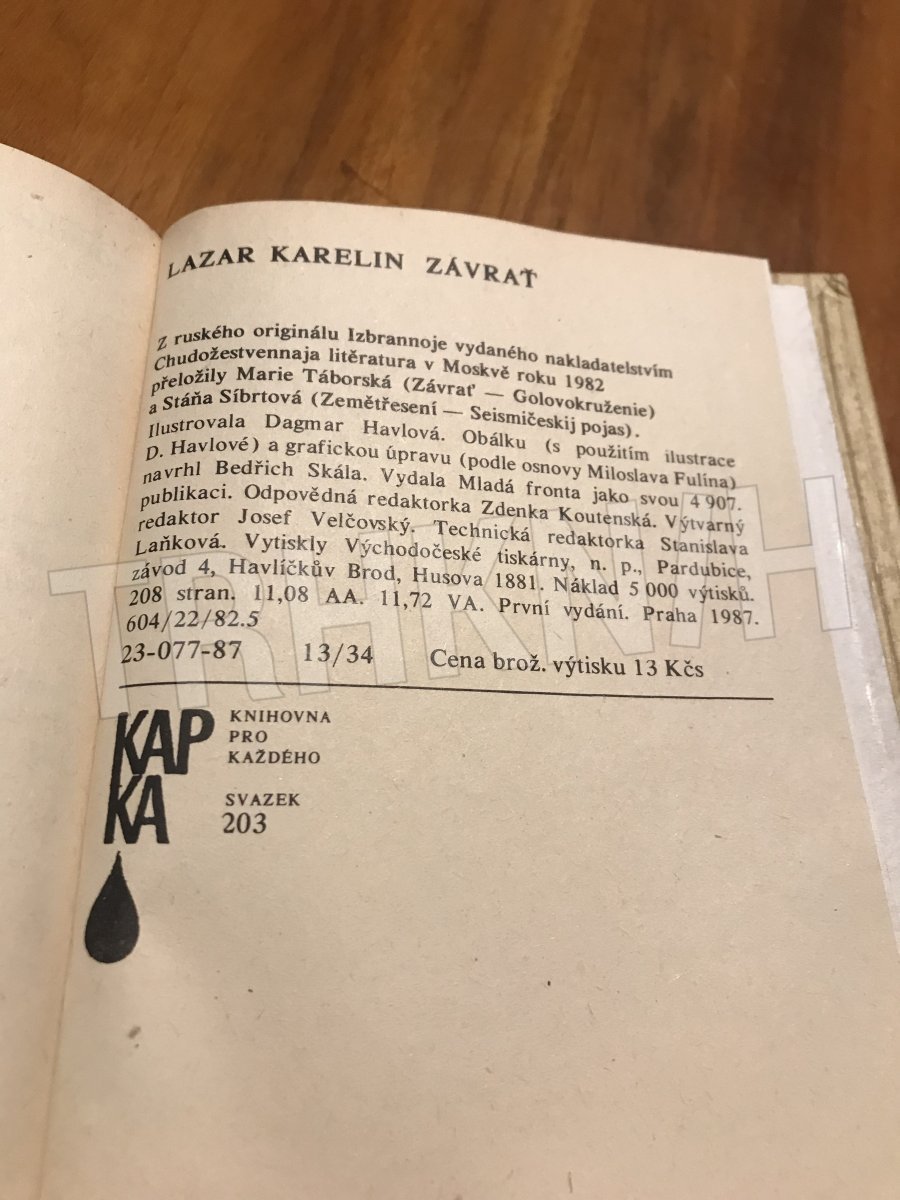 LAZAR KARELIN ZÁVRAŤ
Z ruského originálu Izbrannoje vydaného nakladatelstvím
Chudožestvennaja litěratura v Moskvě roku 1982
přeložily Marie Táborská (Závrať — Golovokruženie)
a Stáňa Síbrtová (Zemětřesení — Seismičeskij pojas).
Ilustrovala Dagmar Havlová. Obálku (s použitím ilustrace
D. Havlové) a grafickou úpravu (podle osnovy Miloslava Fulína)
navrhl Bedřich Skála. Vydala Mladá fronta jako svou 4 907.
publikaci. Odpovědná redaktorka Zdenka Koutenská. Výtvarný
redaktor Josef Velčovský. Technická redaktorka Stanislava
Laňková. Vytiskly Východočeské tiskárny, n. p., Pardubice,
závod 4, Havlíčkův Brod, Husova 1881. Náklad 5 000 výtisků.
208 stran. 11,08 AA. 11,72 VA. První vydání. Praha 1987.
604/22/82.5
23-077-87 13/34 Cena brož. výtisku 13 Kčs
KAP
KA
KNIHOVNA
PRO
KAŽDÉHO
SVAZEK
203